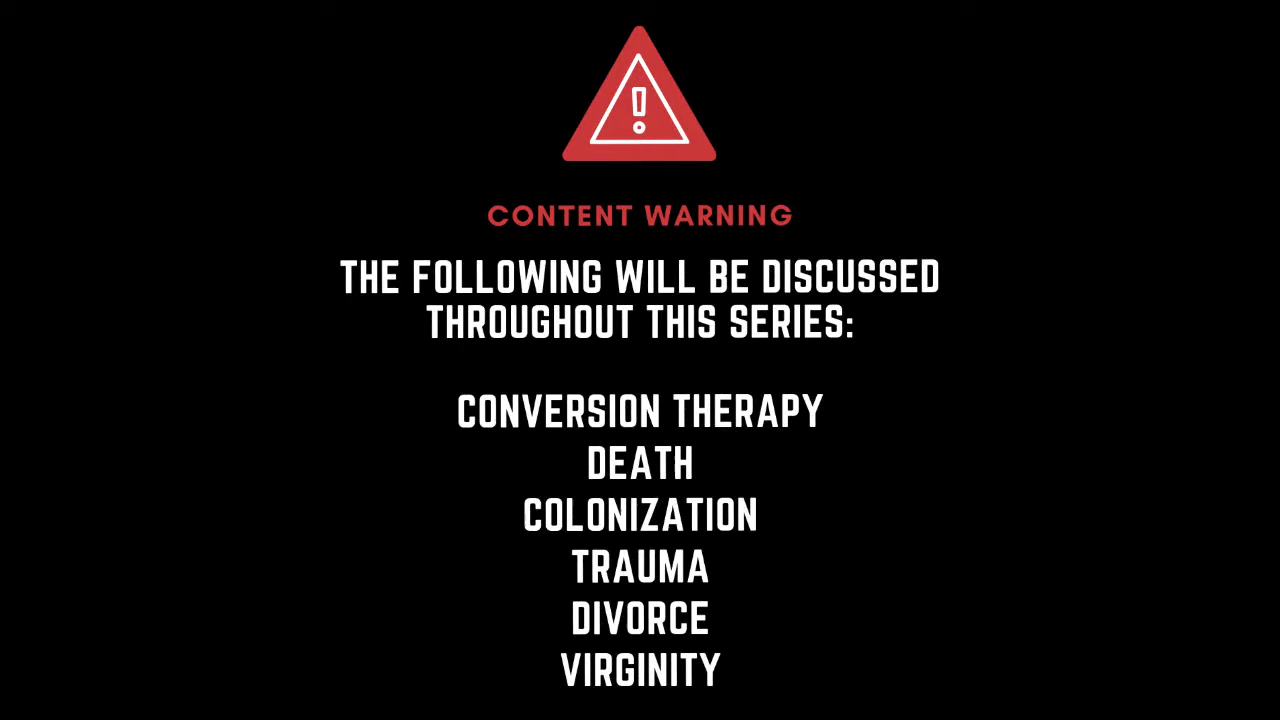 CONTENT WARNING
THE FOLLOWING WILL BE DISCUSSED
THROUGHOUT THIS SERIES:
CONVERSION THERAPY
DEATH
COLONIZATION
TRAUMA
DIVORCE
VIRGINITY